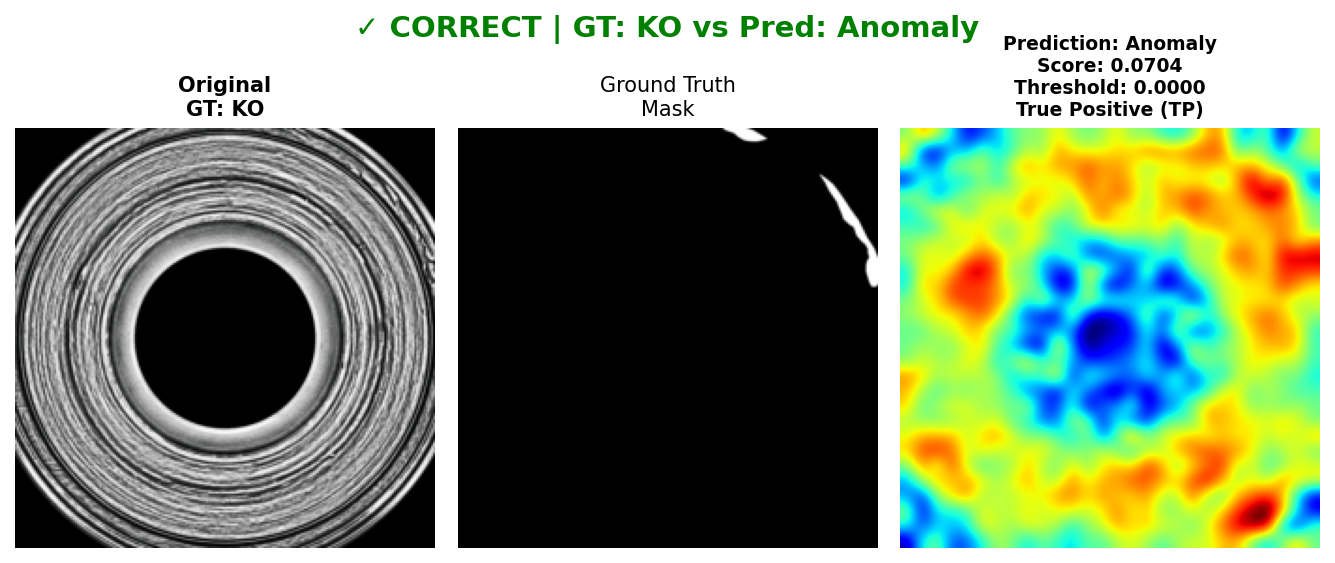 ✓ CORRECT | GT: KO vs Pred: Anomaly
Original
GT: KO
Ground Truth
Mask
Prediction: Anomaly
Score: 0.0704
Threshold: 0.0000
True Positive (TP)